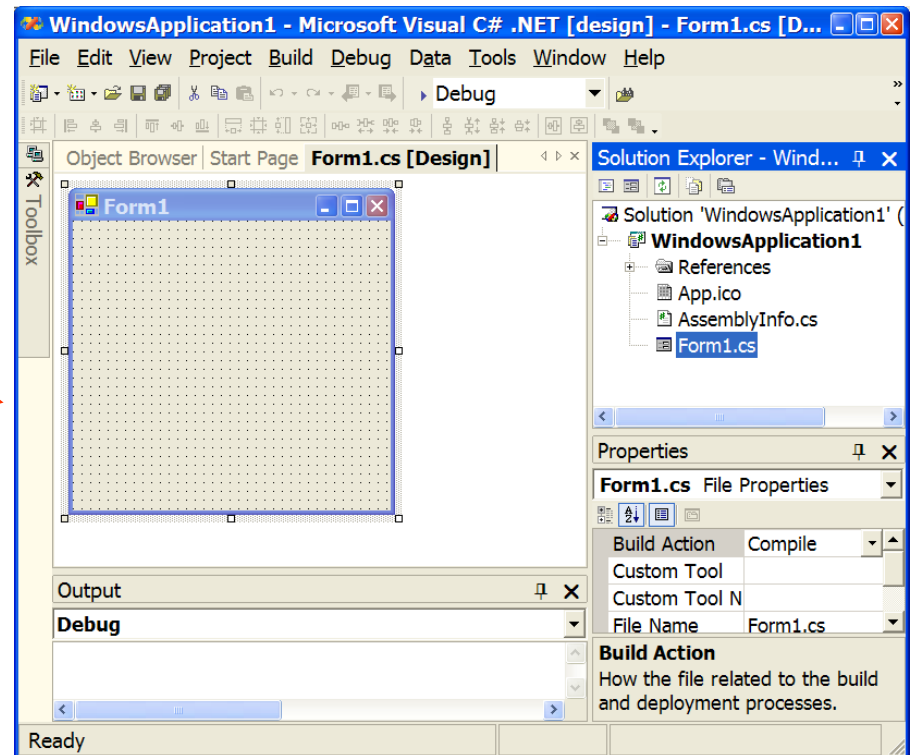 WindowsApplication1 - Microsoft Visual C# .NET [design] - Form1.cs [D...
File Edit View Project Build Debug Data Tools Window Help
Debug
Object Browser Start Page Form1.cs [Design]
Toolbox
Form1
Output
Debug
Solution Explorer - Wind...
Solution 'WindowsApplication1' (
WindowsApplication1
References
App.ico
AssemblyInfo.cs
Form1.cs
Properties
Form1.cs File Properties
Build Action Compile
Custom Tool
Custom Tool N
File Name Form1.cs
Build Action
How the file related to the build
and deployment processes.
Ready